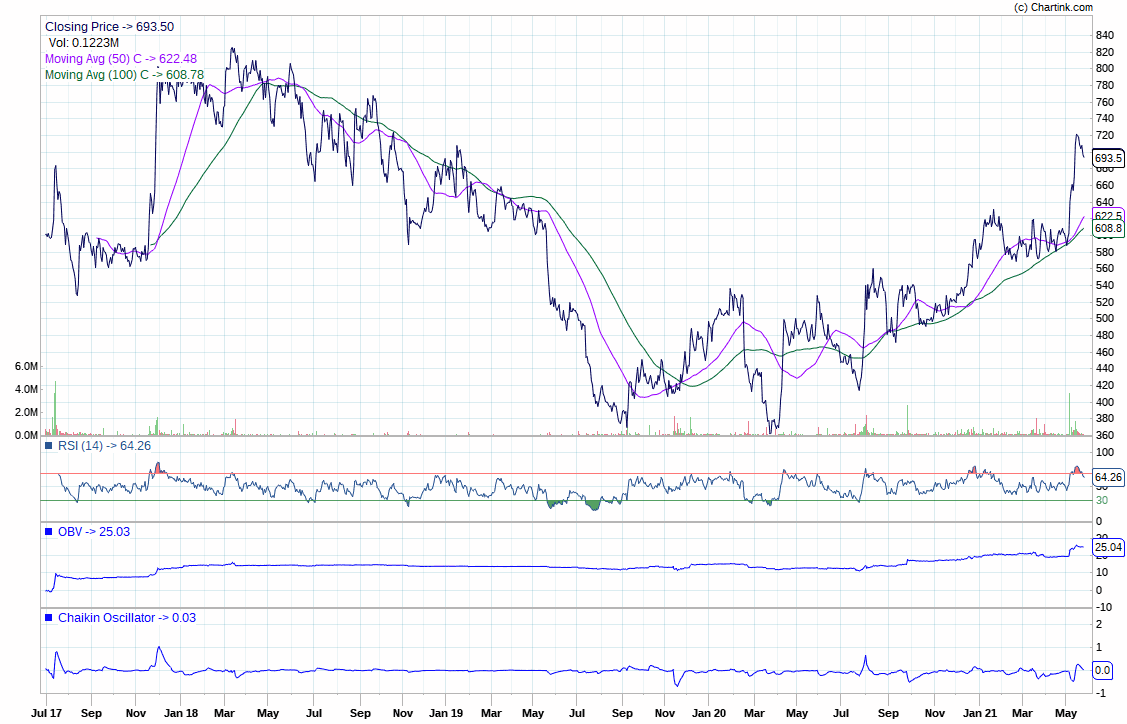 (c) Chartink.com
Closing Price -> 693.50
Vol: 0.1223M
Moving Avg (50) C -> 622.48
Moving Avg (100) C -> 608.78
840
820
800
780
760
740
720
693.5
680
660
640
622.5
608.8
580
560
540
520
500
480
460
440
420
400
380
360
6.0M
4.0M
2.0M
0.0M
RSI (14) -> 64.26
100
64.26
30
0
OBV -> 25.03
25.04
10
0
-10
Chaikin Oscillator -> 0.03
2
1
0.0
-1
Jul 17 Sep Nov Jan 18 Mar May Jul Sep Nov Jan 19 Mar May Jul Sep Nov Jan 20 Mar May Jul Sep Nov Jan 21 Mar May